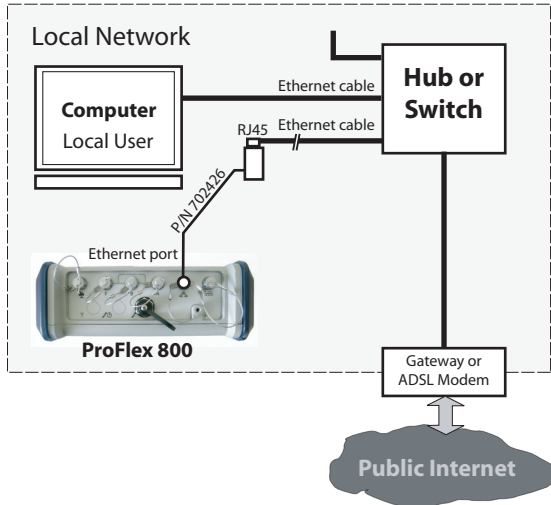 Local Network
Computer
Local User
Ethernet cable
Hub or
Switch
RJ45
Ethernet cable
P/N 702426
Ethernet port
ProFlex 800
Gateway or
ADSL Modem
Public Internet